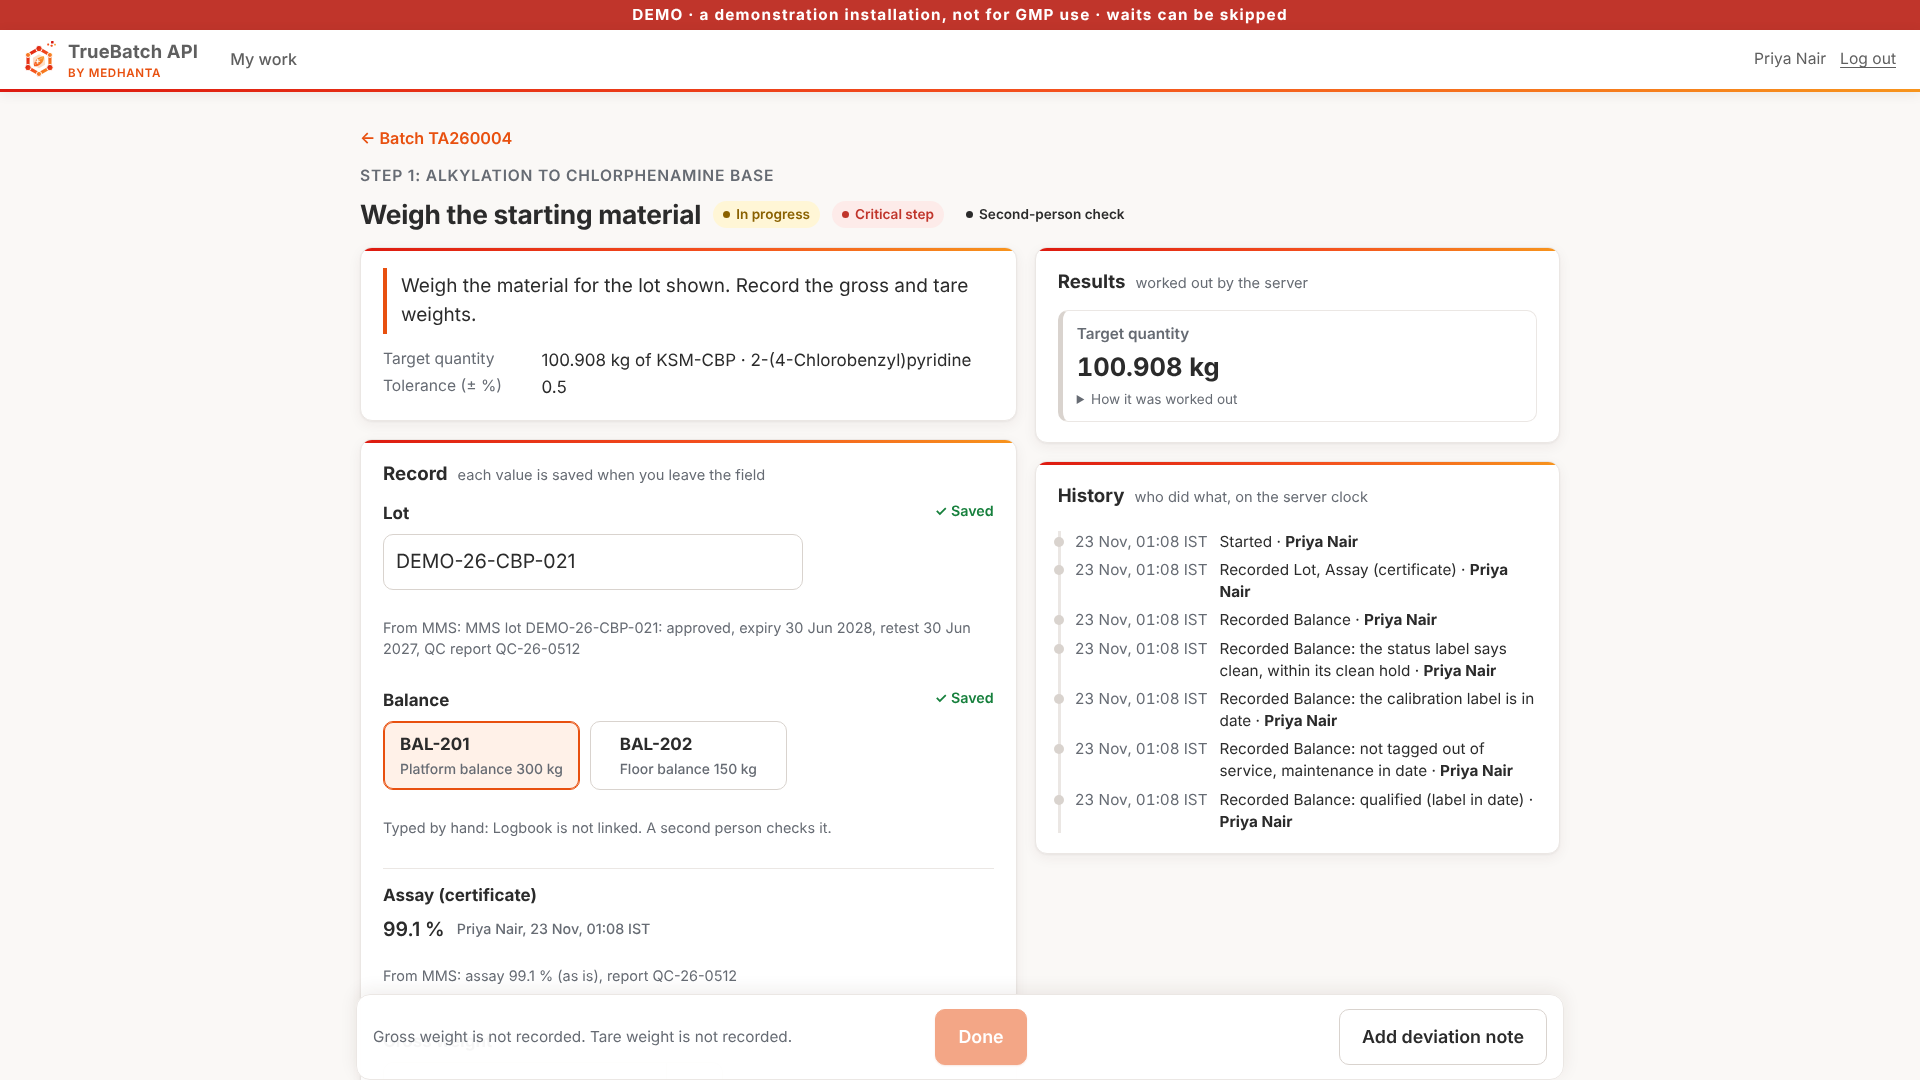 DEMO · a demonstration installation, not for GMP use · waits can be skipped
TrueBatch API
BY MEDHANTA
My work
Priya Nair
Log out
← Batch TA260004
STEP 1: ALKYLATION TO CHLORPHENAMINE BASE
Weigh the starting material
In progress
Critical step
Second-person check
Weigh the material for the lot shown. Record the gross and tare
weights.
Target quantity 100.908 kg of KSM-CBP · 2-(4-Chlorobenzyl)pyridine
Tolerance (± %) 0.5
Record each value is saved when you leave the field
Lot
✓ Saved
DEMO-26-CBP-021
From MMS: MMS lot DEMO-26-CBP-021: approved, expiry 30 Jun 2028, retest 30 Jun
2027, QC report QC-26-0512
Balance
✓ Saved
BAL-201
Platform balance 300 kg
BAL-202
Floor balance 150 kg
Typed by hand: Logbook is not linked. A second person checks it.
Assay (certificate)
99.1 % Priya Nair, 23 Nov, 01:08 IST
From MMS: assay 99.1 % (as is), report QC-26-0512
Results worked out by the server
Target quantity
100.908 kg
▶ How it was worked out
History who did what, on the server clock
23 Nov, 01:08 IST Started · Priya Nair
23 Nov, 01:08 IST Recorded Lot, Assay (certificate) · Priya
Nair
23 Nov, 01:08 IST Recorded Balance · Priya Nair
23 Nov, 01:08 IST Recorded Balance: the status label says
clean, within its clean hold · Priya Nair
23 Nov, 01:08 IST Recorded Balance: the calibration label is in
date · Priya Nair
23 Nov, 01:08 IST Recorded Balance: not tagged out of
service, maintenance in date · Priya Nair
23 Nov, 01:08 IST Recorded Balance: qualified (label in date) ·
Priya Nair
Gross weight is not recorded. Tare weight is not recorded.
Done
Add deviation note